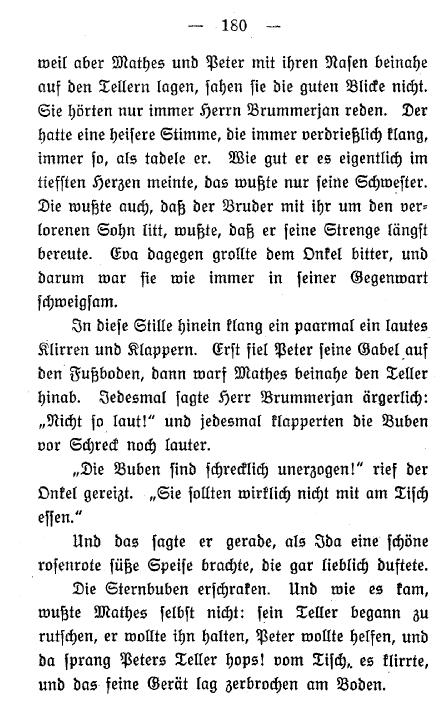 — 180 —
weil aber Mathes und Peter mit ihren Nasen beinahe
auf den Tellern lagen, sahen sie die guten Blicke nicht.
Sie hörten nur immer Herrn Brummerjan reden. Der
hatte eine heisere Stimme, die immer verdrießlich klang,
immer so, als tadele er. Wie gut er es eigentlich im
tiefsten Herzen meinte, das wußte nur seine Schwester.
Die wußte auch, daß der Bruder mit ihr um den ver-
lorenen Sohn litt, wußte, daß er seine Strenge längst
bereute. Eva dagegen grollte dem Onkel bitter, und
darum war sie wie immer in seiner Gegenwart
schweigsam.
In diese Stille hinein klang ein paarmal ein lautes
Klirren und Klappern. Erst fiel Peter seine Gabel auf
den Fußboden, dann warf Mathes beinahe den Teller
hinab. Jedesmal sagte Herr Brummerjan ärgerlich:
„Nicht so laut!“ und jedesmal klapperten die Buben
vor Schreck noch lauter.
„Die Buben sind schrecklich unerzogen!“ rief der
Onkel gereizt. „Sie sollten wirklich nicht mit am Tisch
essen.“
Und das sagte er gerade, als Ida eine schöne
rosenrote süße Speise brachte, die gar lieblich duftete.
Die Sternbuben erschraken. Und wie es kam,
wußte Mathes selbst nicht: sein Teller begann zu
rutschen, er wollte ihn halten, Peter wollte helfen, und
da sprang Peters Teller hops! vom Tisch, es klirrte,
und das feine Gerät lag zerbrochen am Boden.